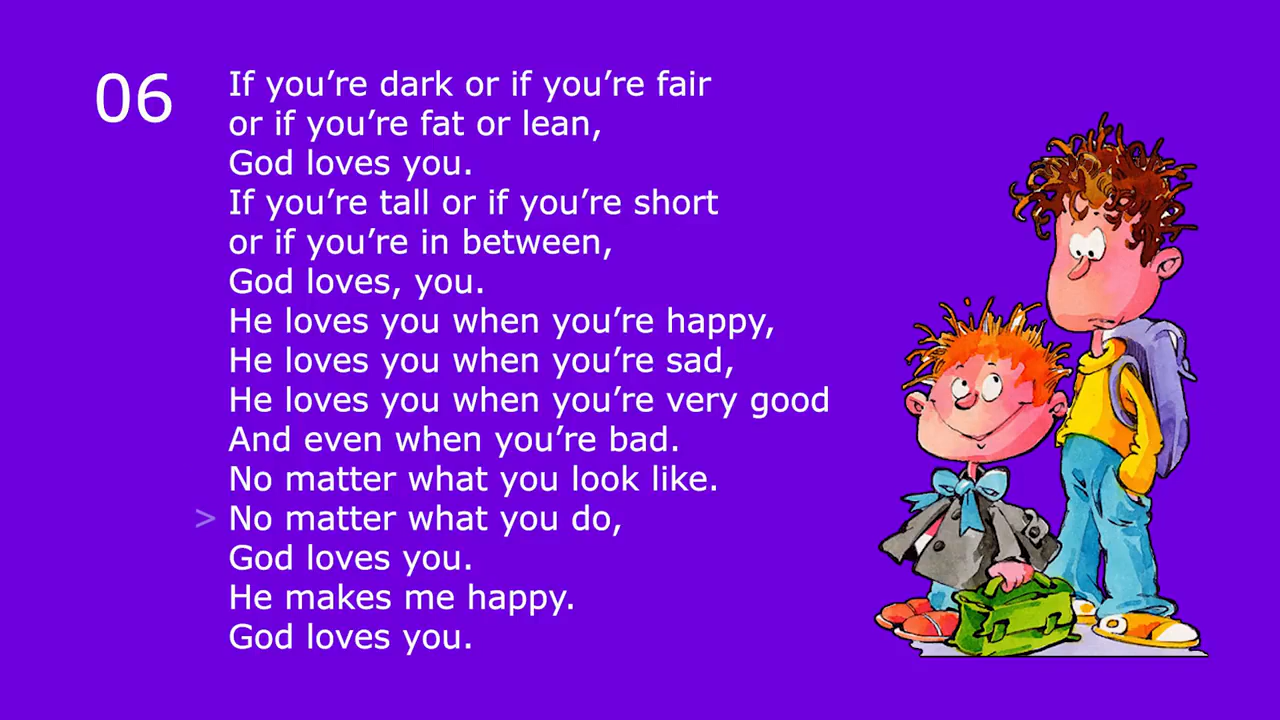 06
If you’re dark or if you’re fair
or if you’re fat or lean,
God loves you.
If you’re tall or if you’re short
or if you’re in between,
God loves, you.
He loves you when you’re happy,
He loves you when you’re sad,
He loves you when you’re very good
And even when you’re bad.
No matter what you look like.
> No matter what you do,
God loves you.
He makes me happy.
God loves you.